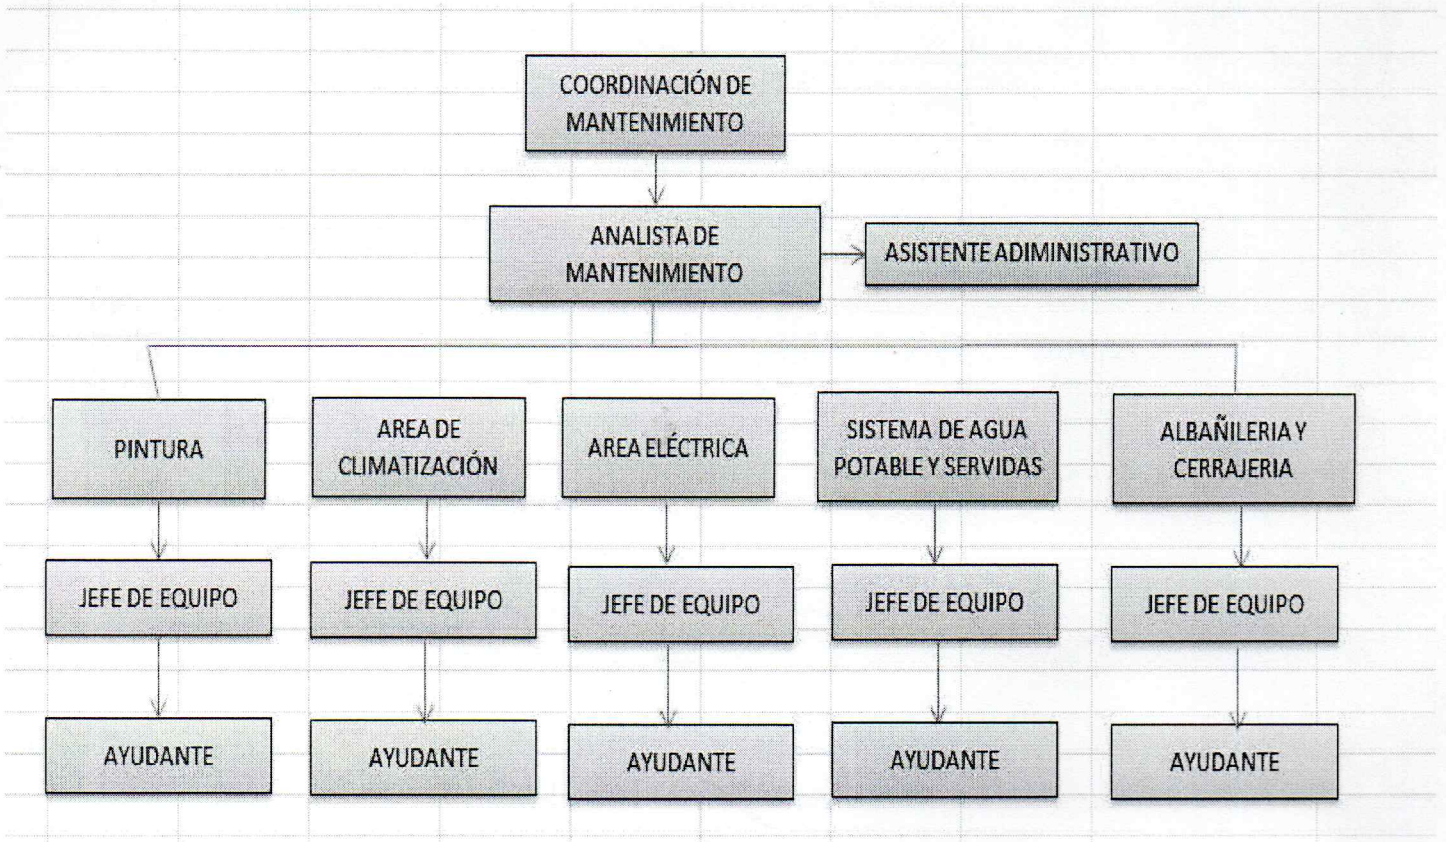 COORDINACIÓN DE
MANTENIMIENTO
ANALISTA DE
MANTENIMIENTO
ASISTENTE ADIMINISTRATIVO
PINTURA
AREA DE
CLIMATIZACIÓN
AREA ELÉCTRICA
SISTEMA DE AGUA
POTABLE Y SERVIDAS
ALBAÑILERIA Y
CERRAJERIA
JEFE DE EQUIPO
JEFE DE EQUIPO
JEFE DE EQUIPO
JEFE DE EQUIPO
JEFE DE EQUIPO
AYUDANTE
AYUDANTE
AYUDANTE
AYUDANTE
AYUDANTE